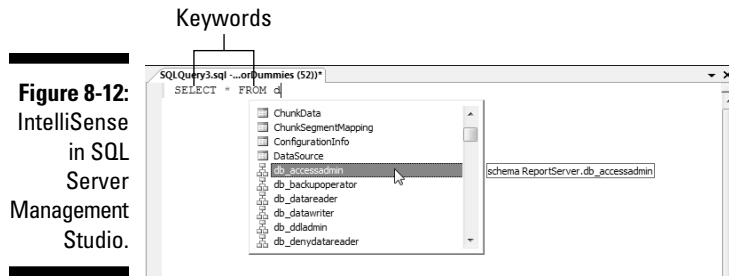 Keywords
Figure 8-12:
IntelliSense
in SQL
Server
Management
Studio.
SQLQuery3.sql -...orDummies (52))*
SELECT * FROM d
ChunkData
ChunkSegmentMapping
ConfigurationInfo
DataSource
db_accessadmin
schema ReportServer.db_accessadmin
db_backupoperator
db_datareader
db_datawriter
db_ddladmin
db_denydatareader